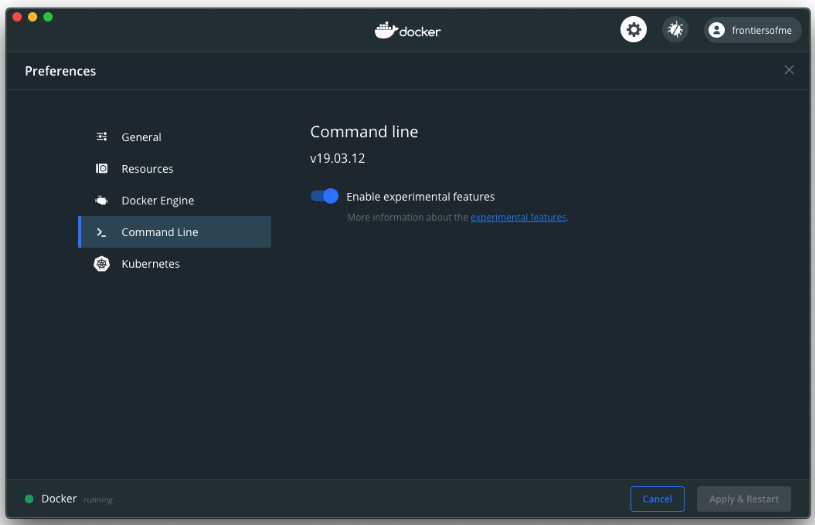 docker
frontiersofme
Preferences
General
Resources
Docker Engine
Command Line
Kubernetes
Command line
v19.03.12
Enable experimental features
More information about the experimental features.
Docker running
Cancel
Apply & Restart